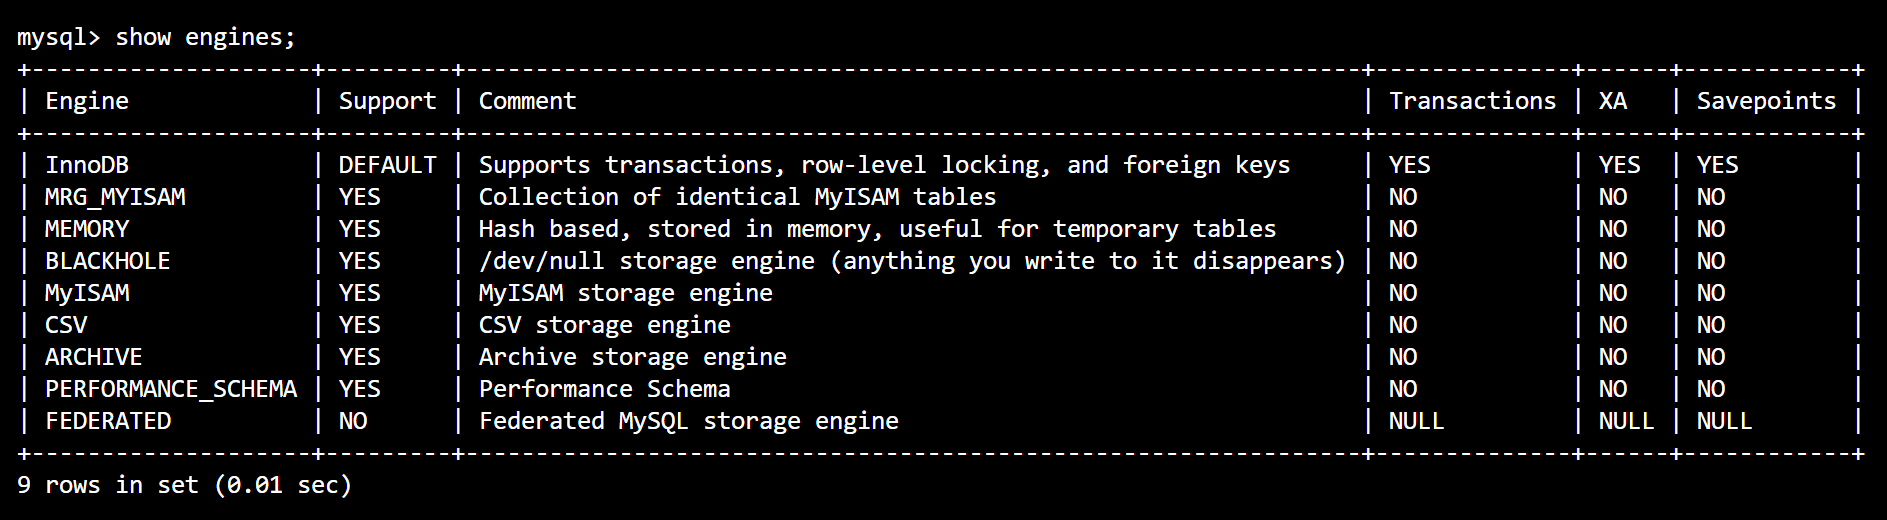 mysql> show engines;
+--------------------+---------+----------------------------------------------------------------+--------------+------+------------+
| Engine             | Support | Comment                                                        | Transactions | XA   | Savepoints |
+--------------------+---------+----------------------------------------------------------------+--------------+------+------------+
| InnoDB             | DEFAULT | Supports transactions, row-level locking, and foreign keys     | YES          | YES  | YES        |
| MRG_MYISAM         | YES     | Collection of identical MyISAM tables                          | NO           | NO   | NO         |
| MEMORY             | YES     | Hash based, stored in memory, useful for temporary tables      | NO           | NO   | NO         |
| BLACKHOLE          | YES     | /dev/null storage engine (anything you write to it disappears) | NO           | NO   | NO         |
| MyISAM             | YES     | MyISAM storage engine                                          | NO           | NO   | NO         |
| CSV                | YES     | CSV storage engine                                             | NO           | NO   | NO         |
| ARCHIVE            | YES     | Archive storage engine                                         | NO           | NO   | NO         |
| PERFORMANCE_SCHEMA | YES     | Performance Schema                                             | NO           | NO   | NO         |
| FEDERATED          | NO      | Federated MySQL storage engine                                 | NULL         | NULL | NULL       |
+--------------------+---------+----------------------------------------------------------------+--------------+------+------------+
9 rows in set (0.01 sec)